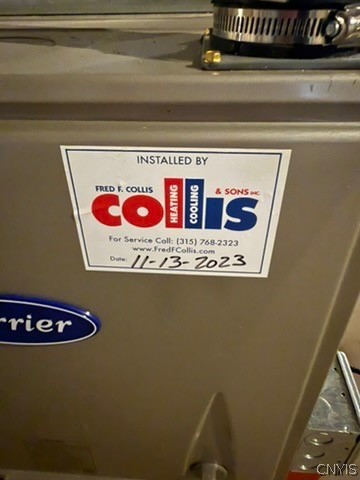 INSTALLED BY
FRED F. COLLIS & SONS INC.
COLLIS
HEATING
COOLING
For Service Call: (315) 768-2323
www.FredFCollis.com
Date: 11-13-2023
rrier
CNYIS